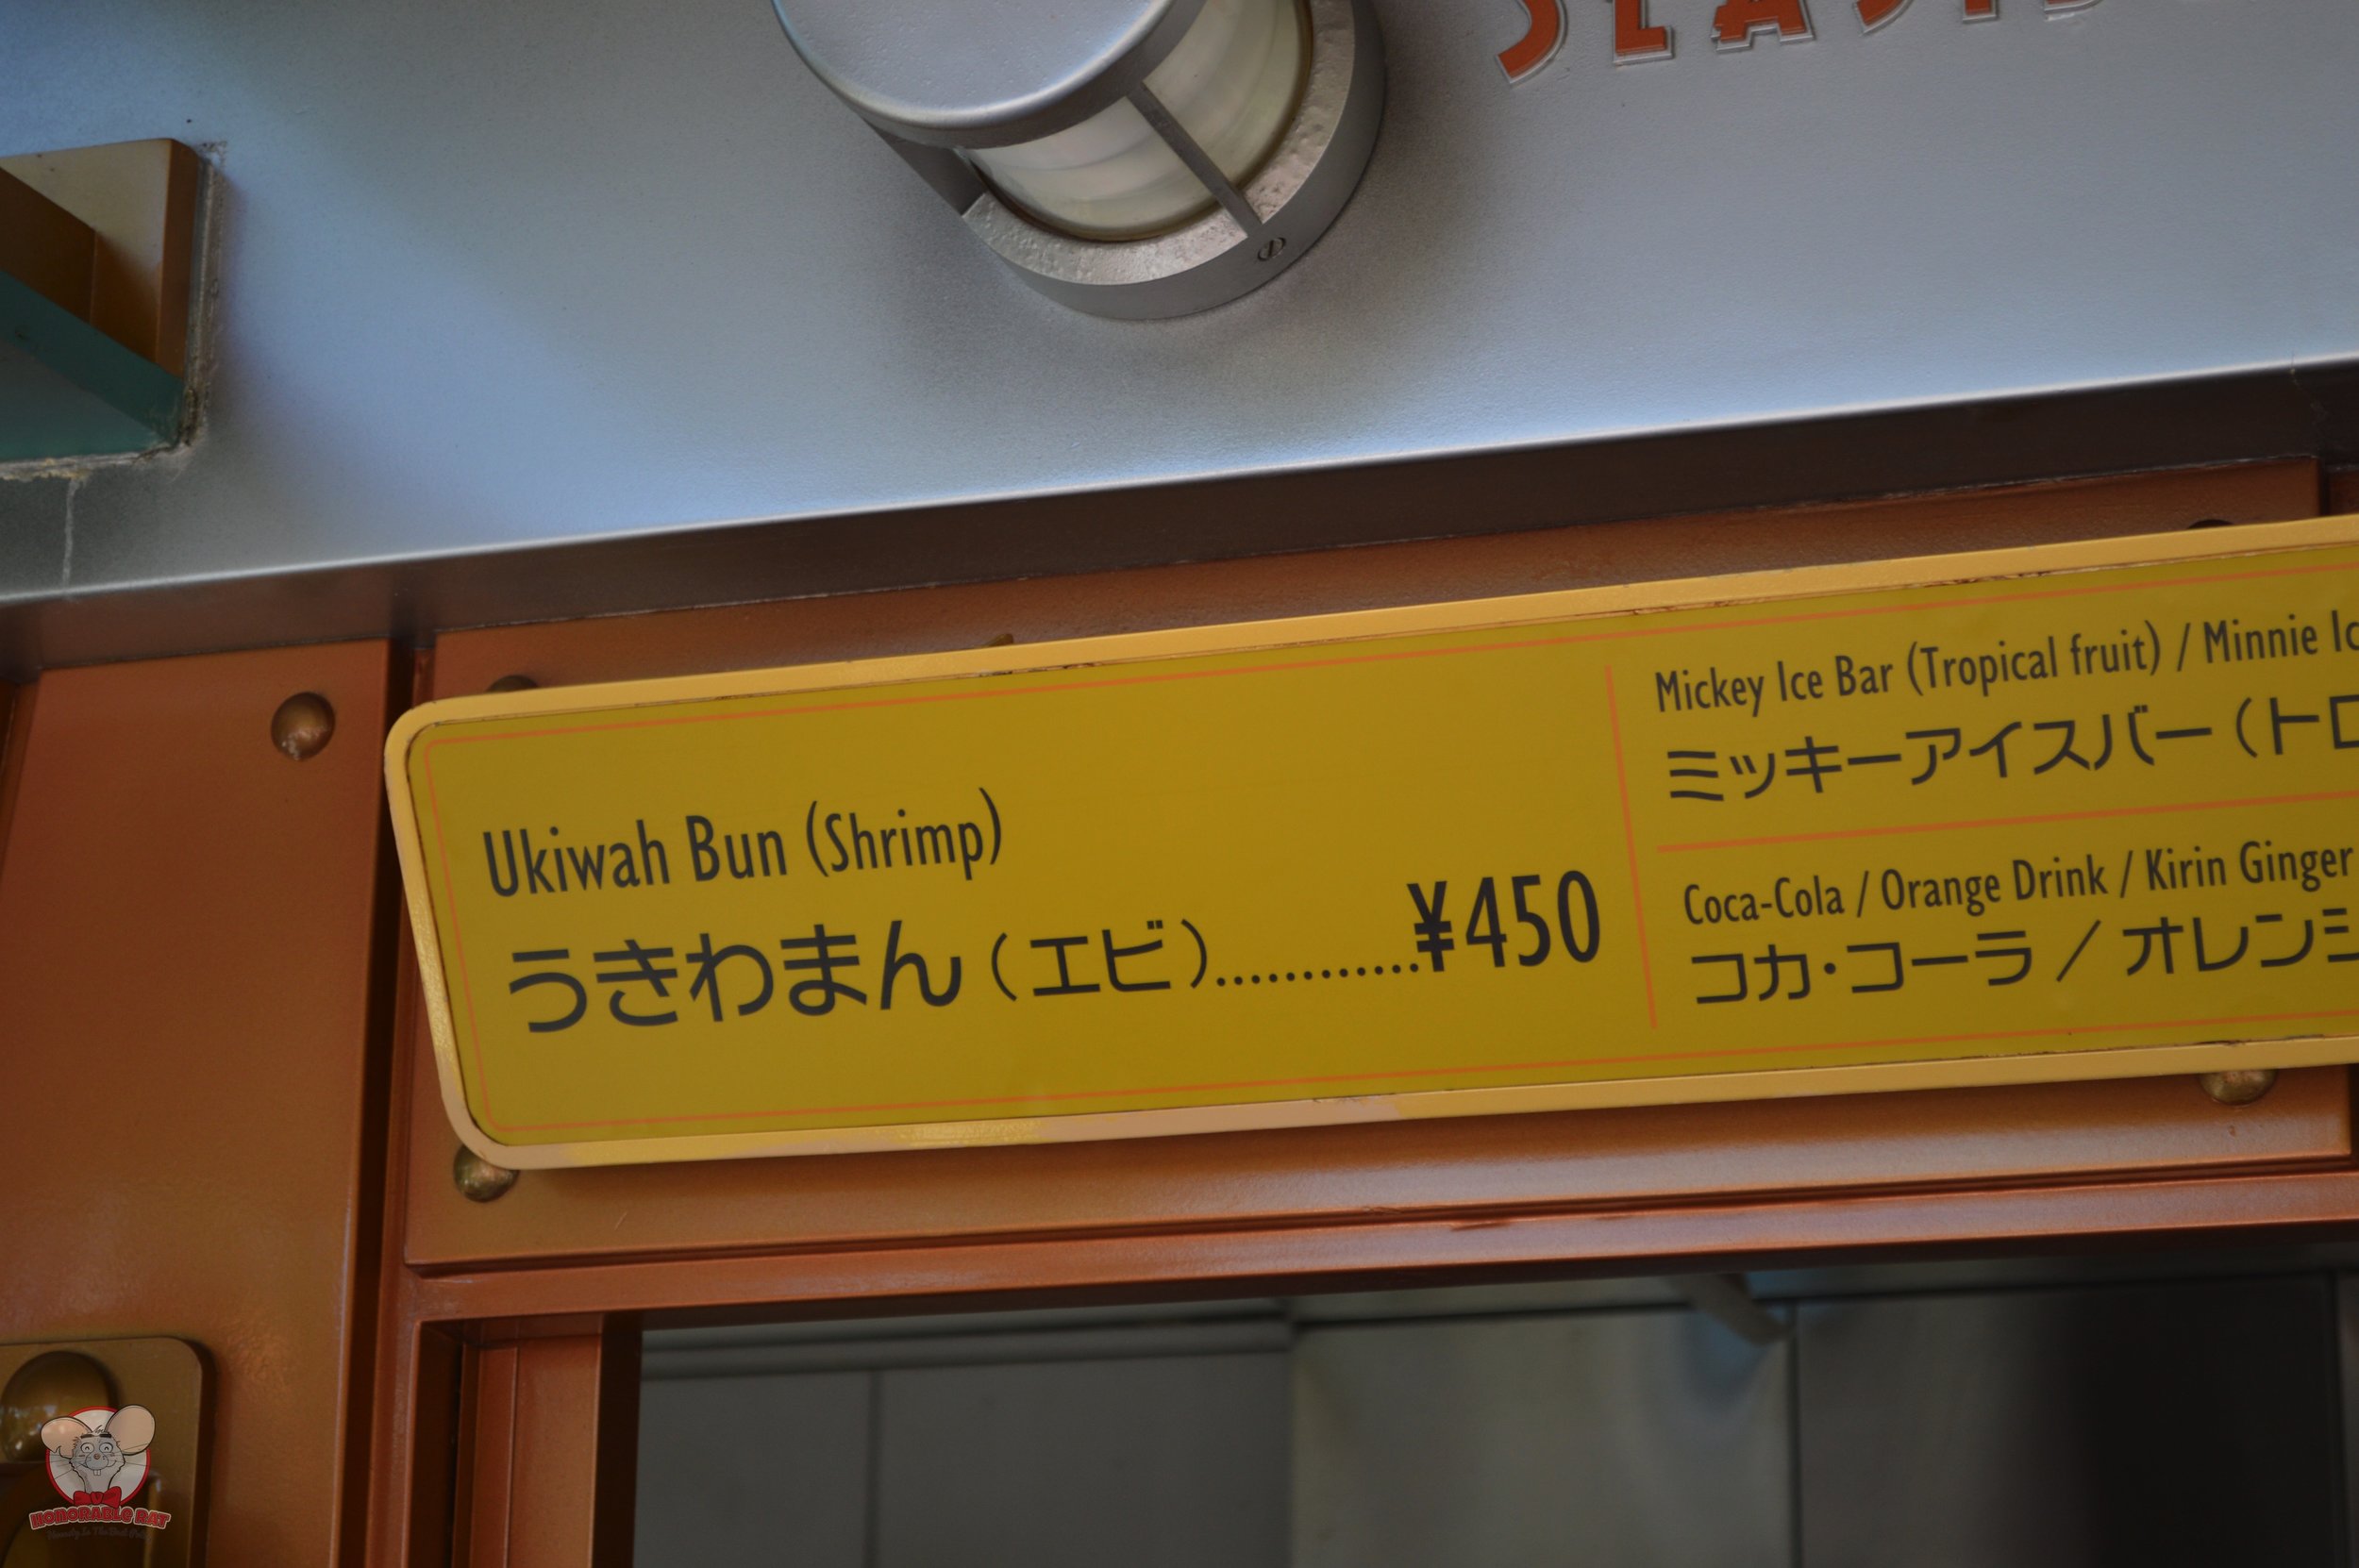 Ukiwah Bun (Shrimp)
うきわまん（エビ）............¥450
Mickey Ice Bar (Tropical fruit) / Minnie
ミッキーアイスバー（トロ
Coca-Cola / Orange Drink / Kirin Ginger
コカ・コーラ／オレンジ
HONORABLE RAT